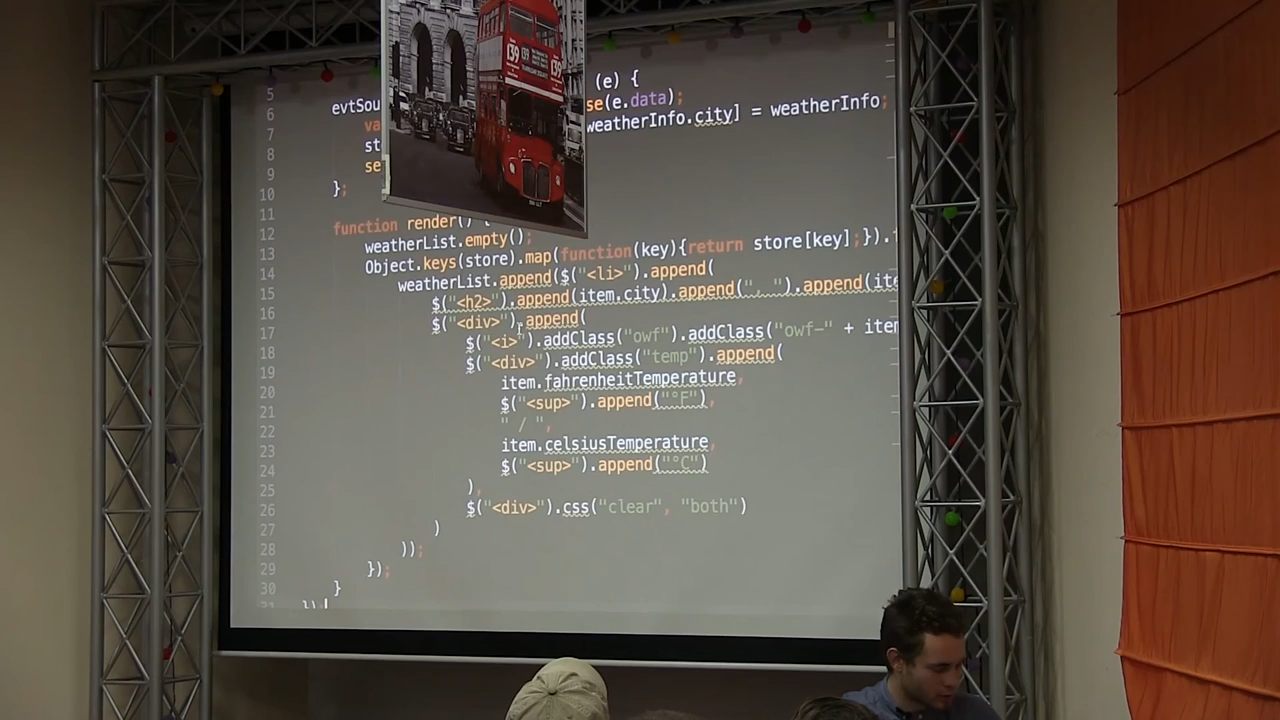 139 139
5 (e) {
6 evtSou se(e.data);
7 va weatherInfo.city] = weatherInfo;
8 st
9 se
10 };
11
12 function render() {
13 weatherList.empty();
14 Object.keys(store).map(function(key){return store[key];}).
15 weatherList.append($("<li>").append(
16 $("<h2>").append(item.city).append(", ").append(ite
17 $("<div>").append(
18 $("<i>").addClass("owf").addClass("owf-" + item
19 $("<div>").addClass("temp").append(
20 item.fahrenheitTemperature,
21 $("<sup>").append("°F"),
22 " / ",
23 item.celsiusTemperature,
24 $("<sup>").append("°C")
25 ),
26 $("<div>").css("clear", "both")
27 )
28 ));
29 });
30 }
31 })